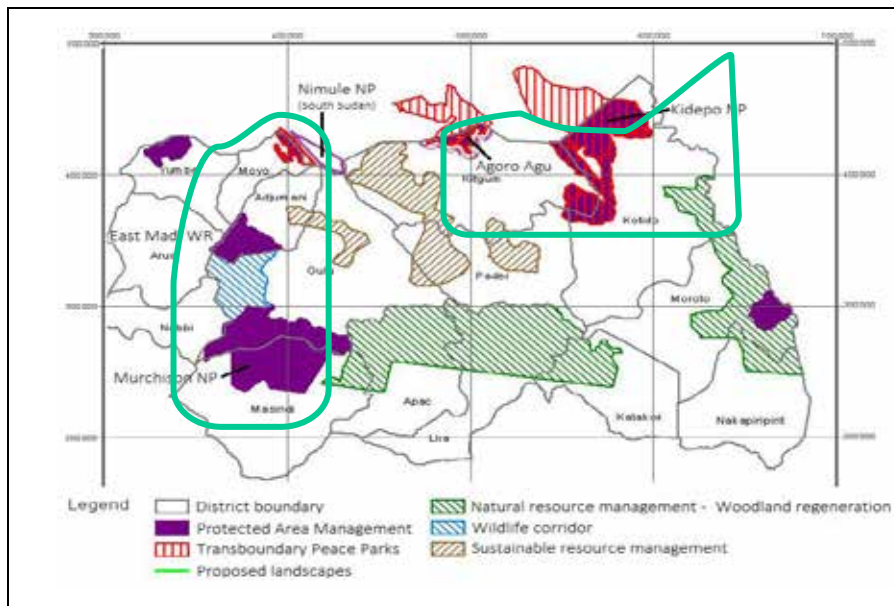 Nimule NP
(South Sudan)
Kidepo NP
Moyo
Agoro Agu
Kitgum
Adjumani
Kotido
East Madi WR
Arua
Gulu
Pader
Moroto
Nebbi
Murchison NP
Masindi
Apac
Lira
Katakwi
Nakapiripirit
Legend
District boundary
Protected Area Management
Transboundary Peace Parks
Proposed landscapes
Natural resource management - Woodland regeneration
Wildlife corridor
Sustainable resource management